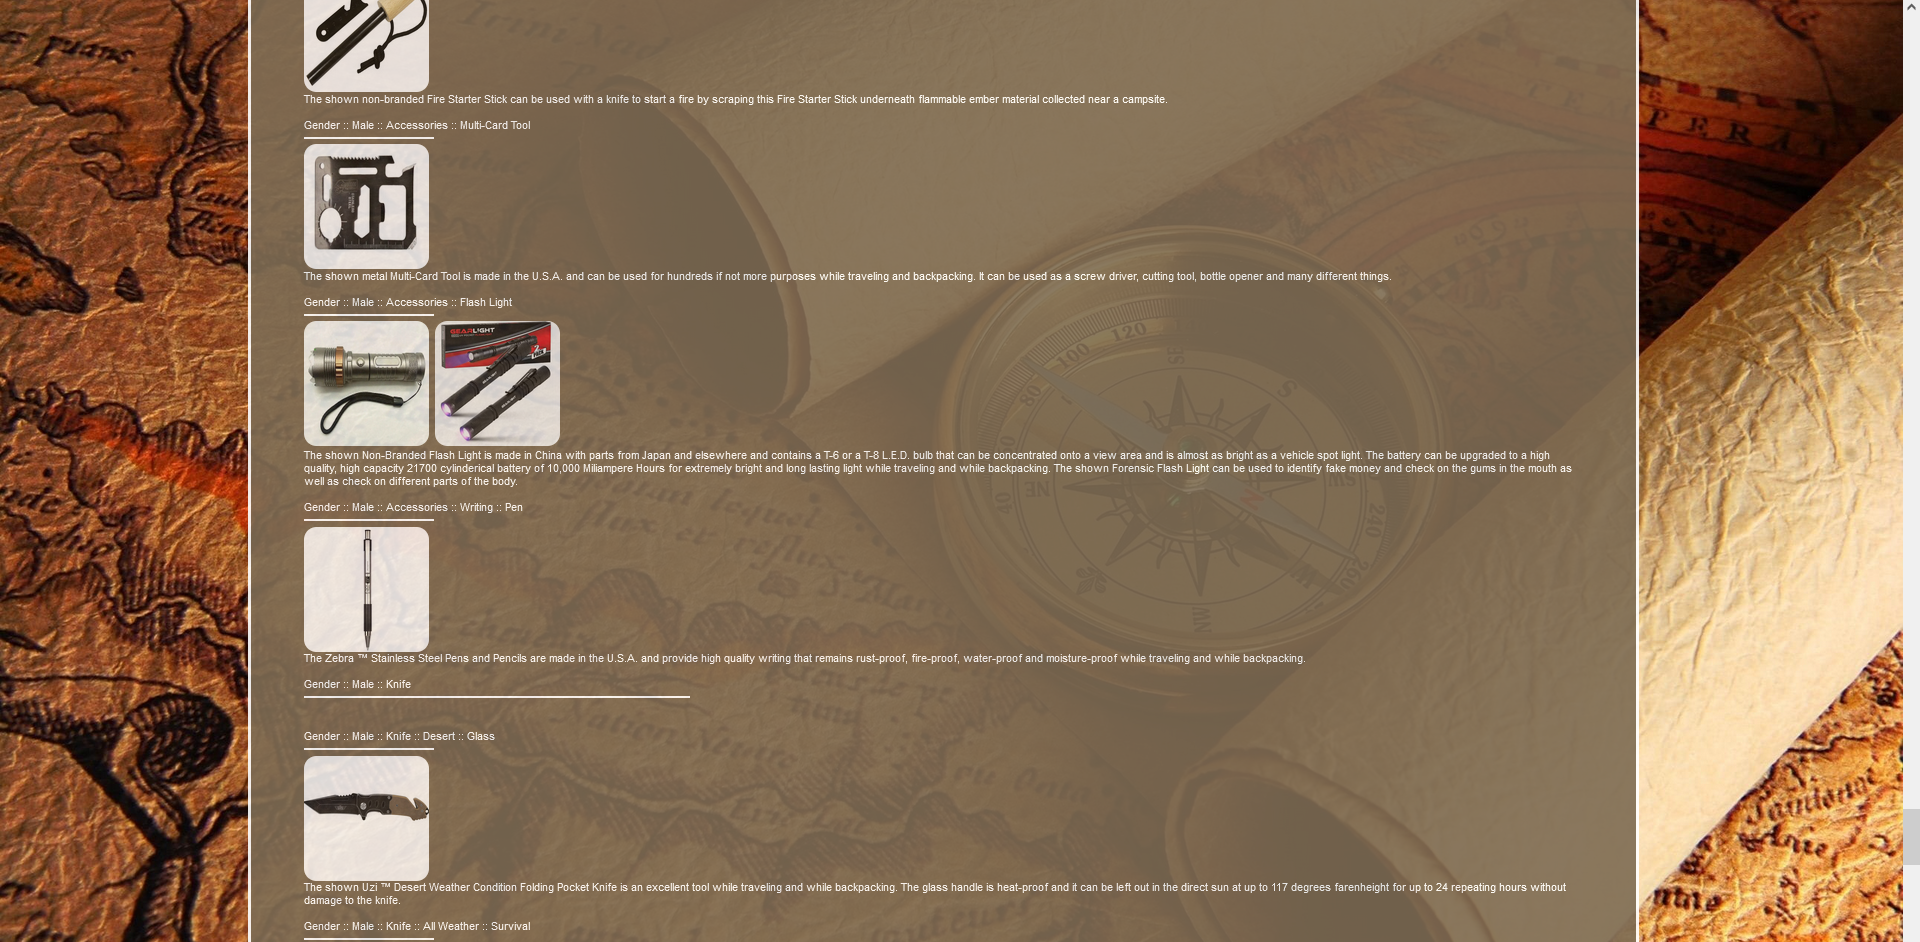 The shown non-branded Fire Starter Stick can be used with a knife to start a fire by scraping this Fire Starter Stick underneath flammable ember material collected near a campsite.
Gender :: Male :: Accessories :: Multi-Card Tool
The shown metal Multi-Card Tool is made in the U.S.A. and can be used for hundreds if not more purposes while traveling and backpacking. It can be used as a screw driver, cutting tool, bottle opener and many different things.
Gender :: Male :: Accessories :: Flash Light
GEARLIGHT
The shown Non-Branded Flash Light is made in China with parts from Japan and elsewhere and contains a T-6 or a T-8 L.E.D. bulb that can be concentrated onto a view area and is almost as bright as a vehicle spot light. The battery can be upgraded to a high
quality, high capacity 21700 cylinderical battery of 10,000 Miliampere Hours for extremely bright and long lasting light while traveling and while backpacking. The shown Forensic Flash Light can be used to identify fake money and check on the gums in the mouth as
well as check on different parts of the body.
Gender :: Male :: Accessories :: Writing :: Pen
The Zebra ™ Stainless Steel Pens and Pencils are made in the U.S.A. and provide high quality writing that remains rust-proof, fire-proof, water-proof and moisture-proof while traveling and while backpacking.
Gender :: Male :: Knife
Gender :: Male :: Knife :: Desert :: Glass
The shown Uzi ™ Desert Weather Condition Folding Pocket Knife is an excellent tool while traveling and while backpacking. The glass handle is heat-proof and it can be left out in the direct sun at up to 117 degrees farenheight for up to 24 repeating hours without
damage to the knife.
Gender :: Male :: Knife :: All Weather :: Survival
80
100
120
40
NE
S
SW
240
260
NW